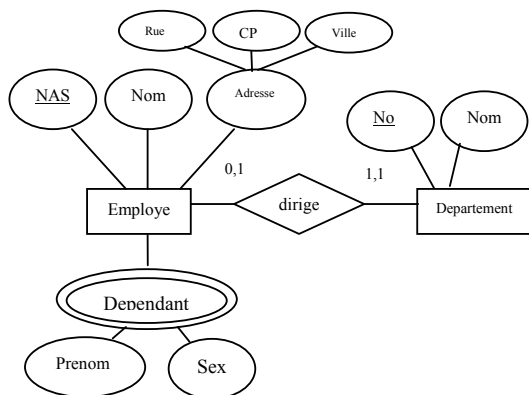 Rue
CP
Ville
NAS
Nom
Adresse
No
Nom
0,1
1,1
Employe
dirige
Departement
Dependant
Prenom
Sex